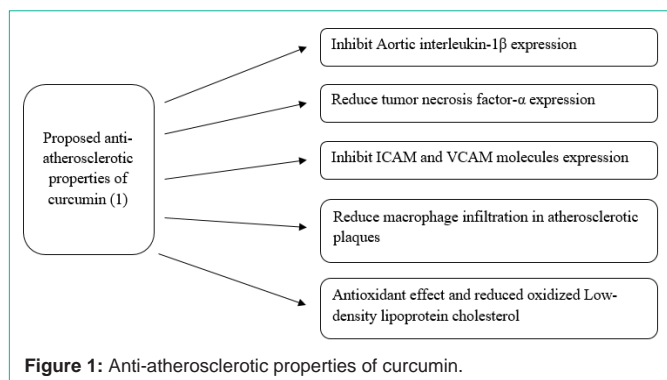 Inhibit Aortic interleukin-1β expression
Reduce tumor necrosis factor-α expression
Proposed anti-
atherosclerotic
properties of
curcumin (1)
Inhibit ICAM and VCAM molecules expression
Reduce macrophage infiltration in atherosclerotic
plaques
Antioxidant effect and reduced oxidized Low-
density lipoprotein cholesterol
Figure 1: Anti-atherosclerotic properties of curcumin.